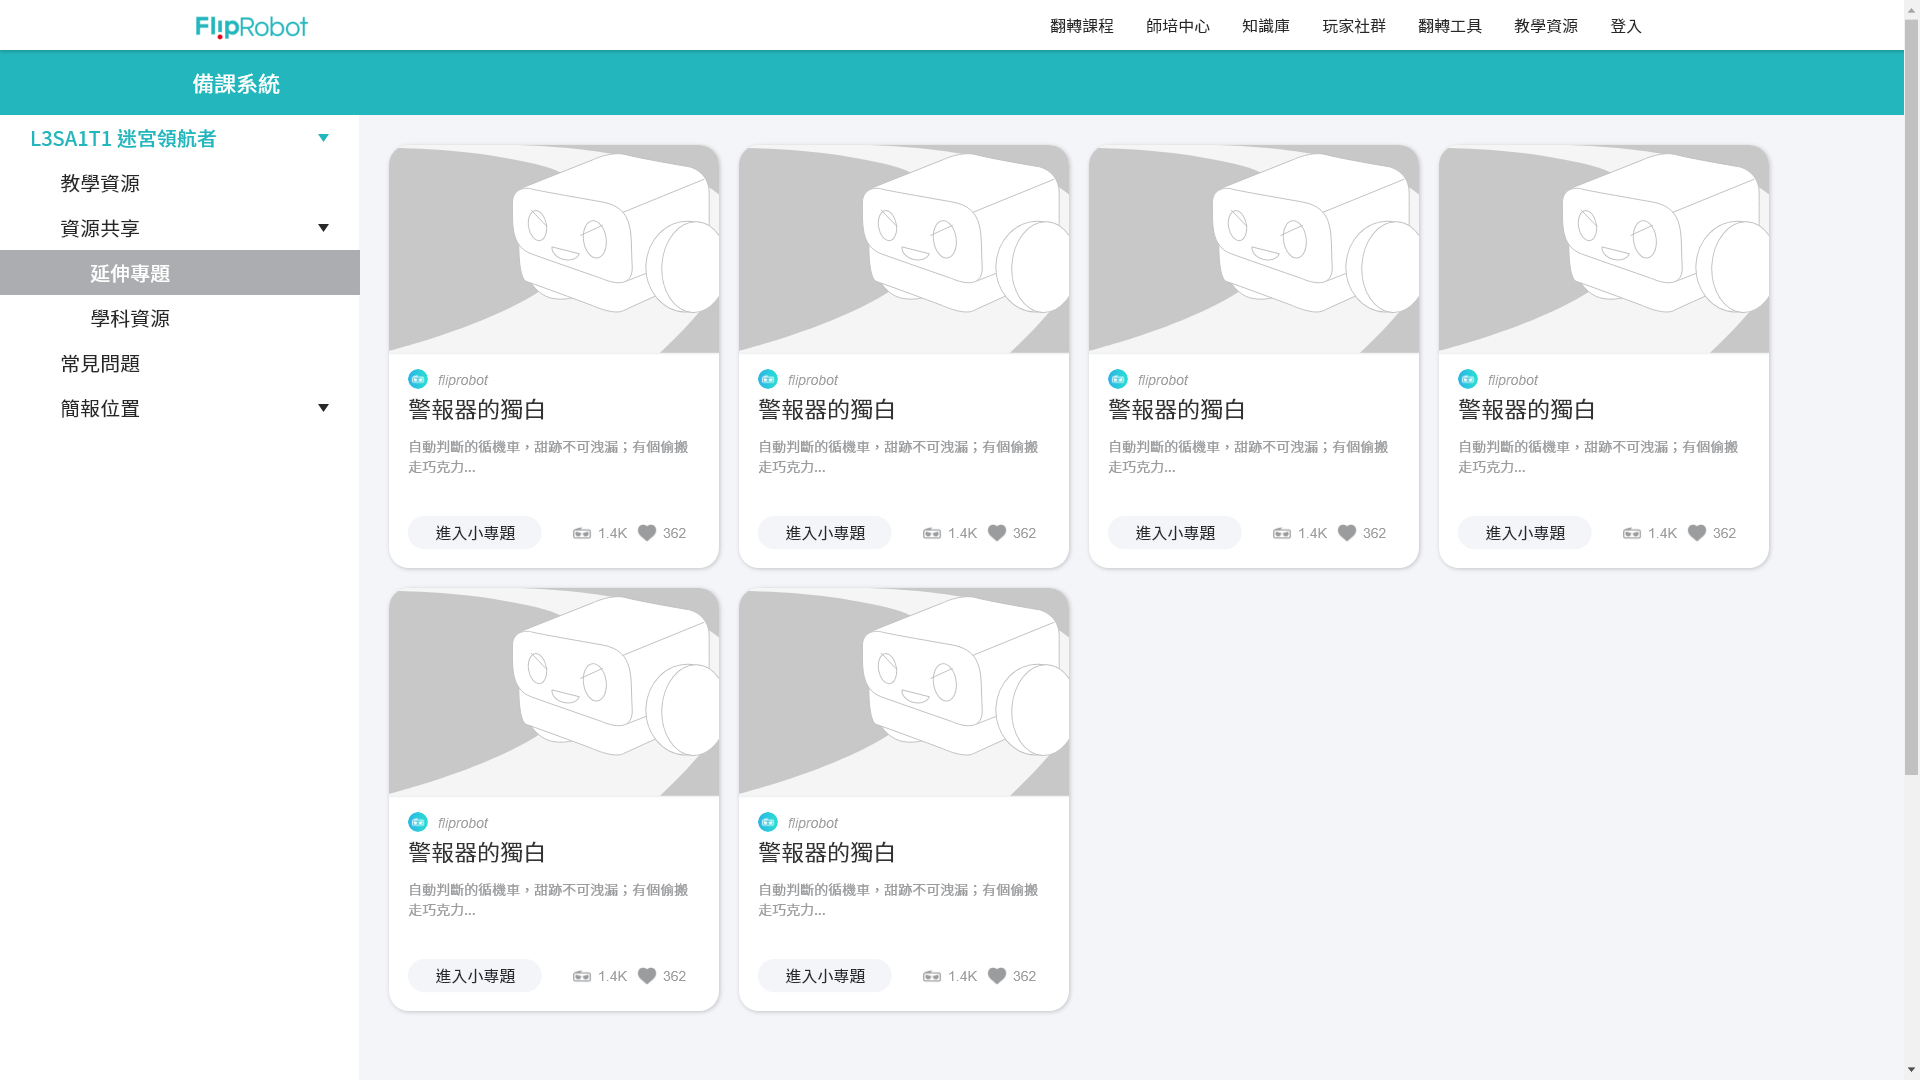 FlipRobot
翻轉課程
師培中心
知識庫
玩家社群
翻轉工具
教學資源
登入
備課系統
L3SA1T1 迷宮領航者
教學資源
資源共享
延伸專題
學科資源
常見問題
簡報位置
fliprobot
警報器的獨白
自動判斷的循機車，甜跡不可洩漏；有個偷搬
走巧克力...
進入小專題
1.4K
362
fliprobot
警報器的獨白
自動判斷的循機車，甜跡不可洩漏；有個偷搬
走巧克力...
進入小專題
1.4K
362
fliprobot
警報器的獨白
自動判斷的循機車，甜跡不可洩漏；有個偷搬
走巧克力...
進入小專題
1.4K
362
fliprobot
警報器的獨白
自動判斷的循機車，甜跡不可洩漏；有個偷搬
走巧克力...
進入小專題
1.4K
362
fliprobot
警報器的獨白
自動判斷的循機車，甜跡不可洩漏；有個偷搬
走巧克力...
進入小專題
1.4K
362
fliprobot
警報器的獨白
自動判斷的循機車，甜跡不可洩漏；有個偷搬
走巧克力...
進入小專題
1.4K
362